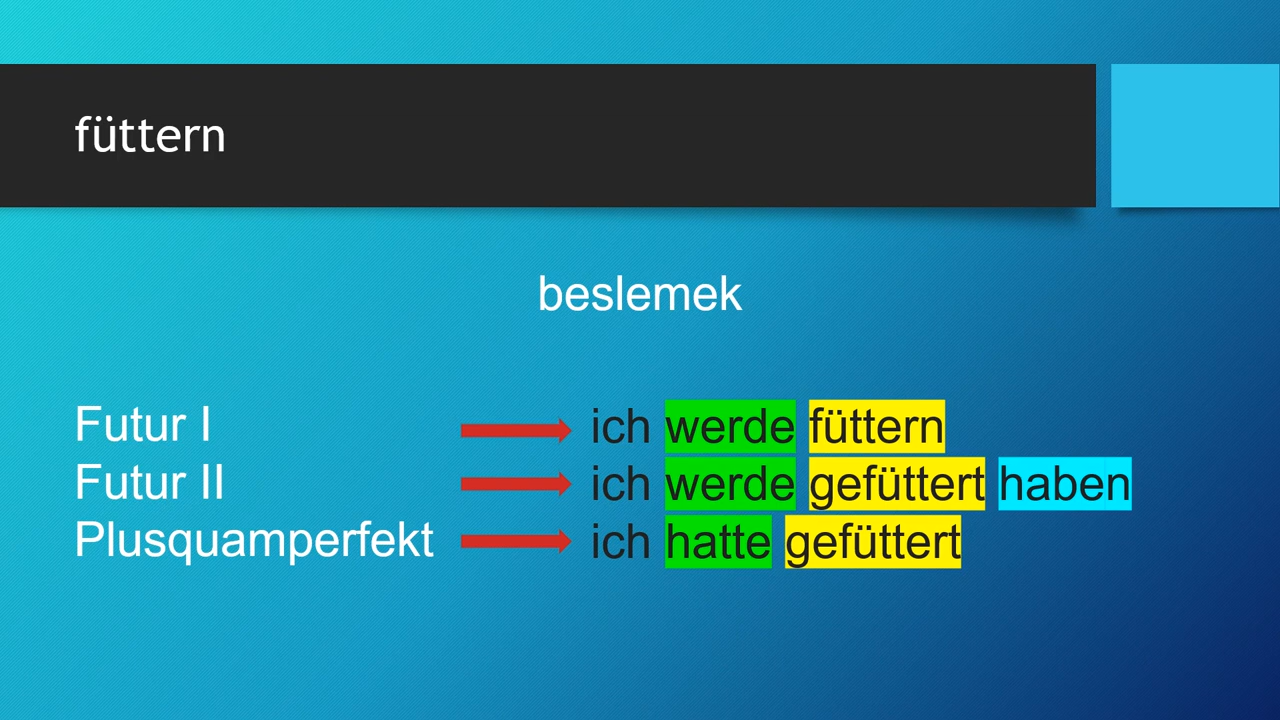 füttern
beslemek
Futur I ich werde füttern
Futur II ich werde gefüttert haben
Plusquamperfekt ich hatte gefüttert